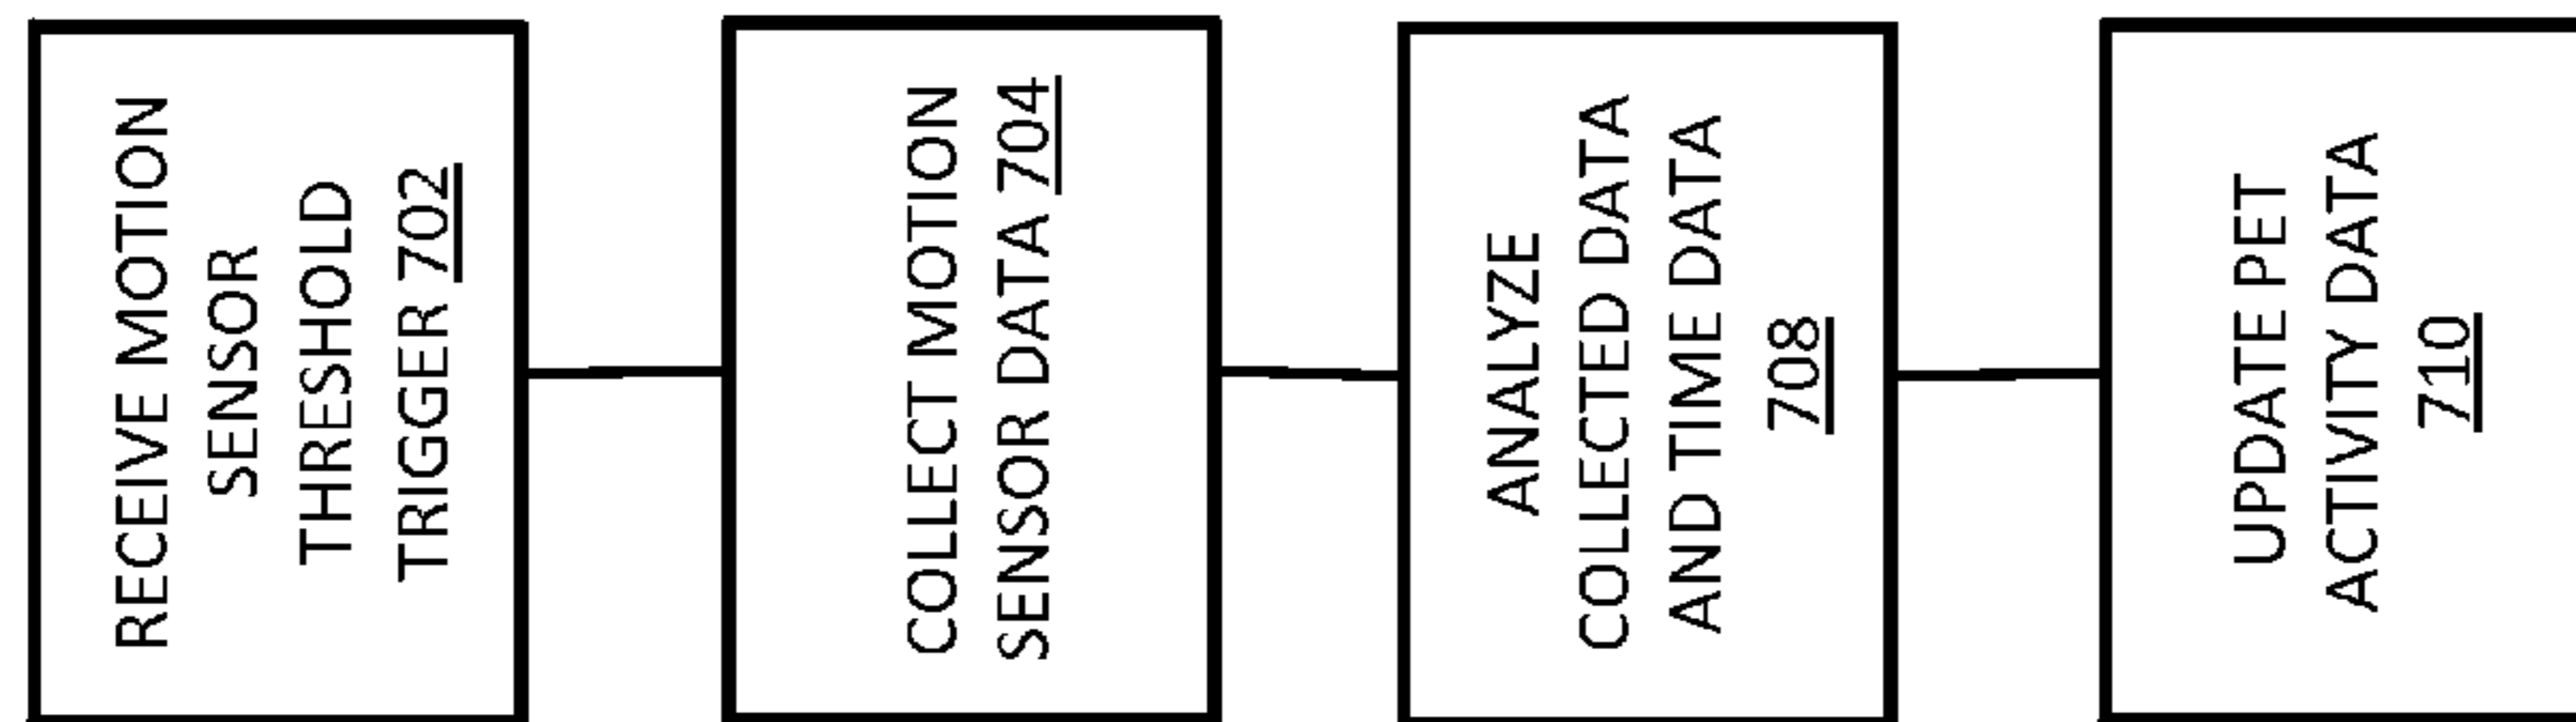 RECEIVE MOTION
SENSOR
THRESHOLD
TRIGGER 702
COLLECT MOTION
SENSOR DATA 704
ANALYZE
COLLECTED DATA
AND TIME DATA
708
UPDATE PET
ACTIVITY DATA
710